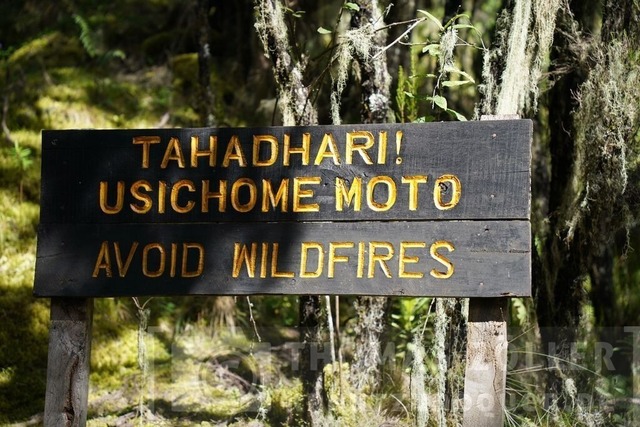 TAHADHARI!
USICHOME MOTO
AVOID WILDFIRES